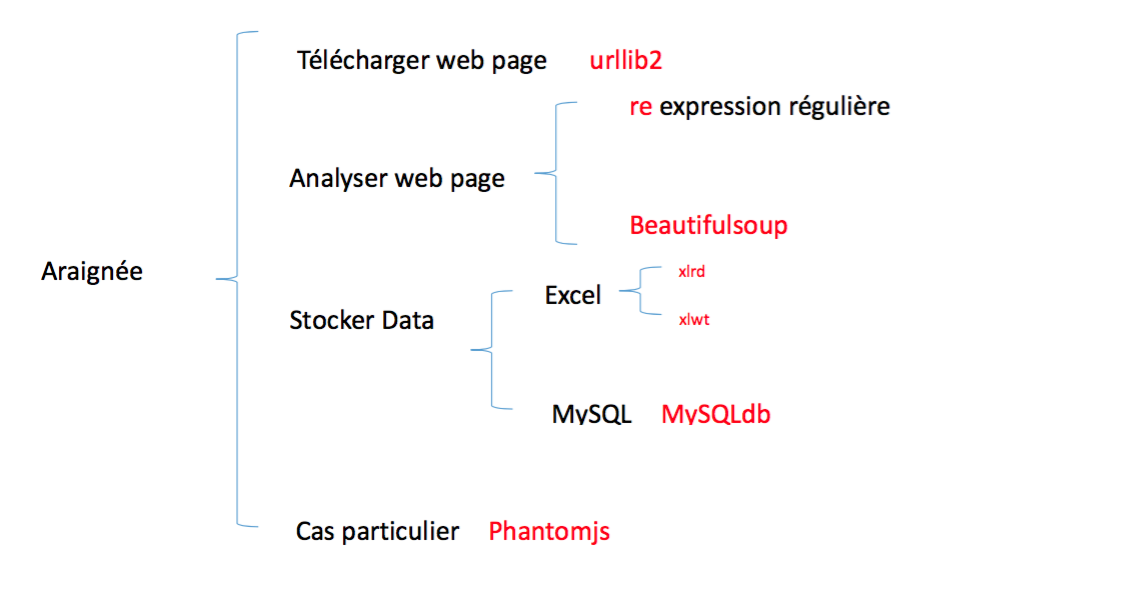 Télécharger web page urllib2
re expression régulière
Analyser web page
Beautifulsoup
Araignée
xlrd
Excel
Stocker Data
xlwt
MySQL MySQLdb
Cas particulier Phantomjs